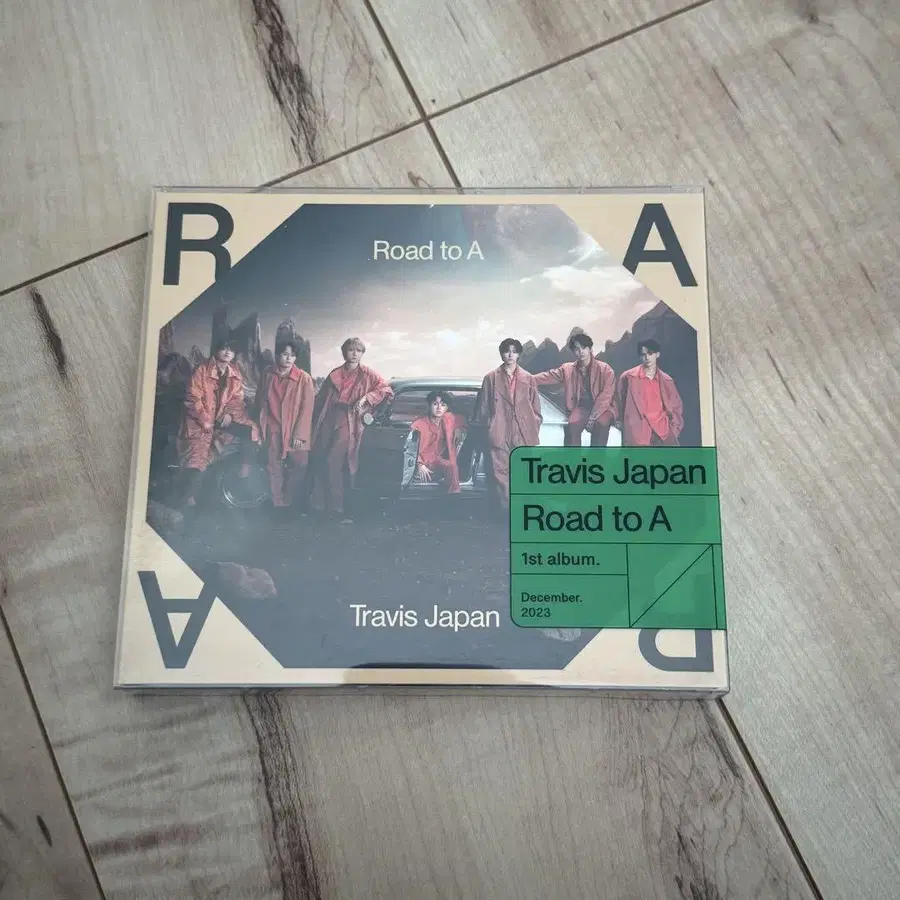 R
A
Road to A
Travis Japan
Road to A
1st album.
December.
2023
Travis Japan
A
R